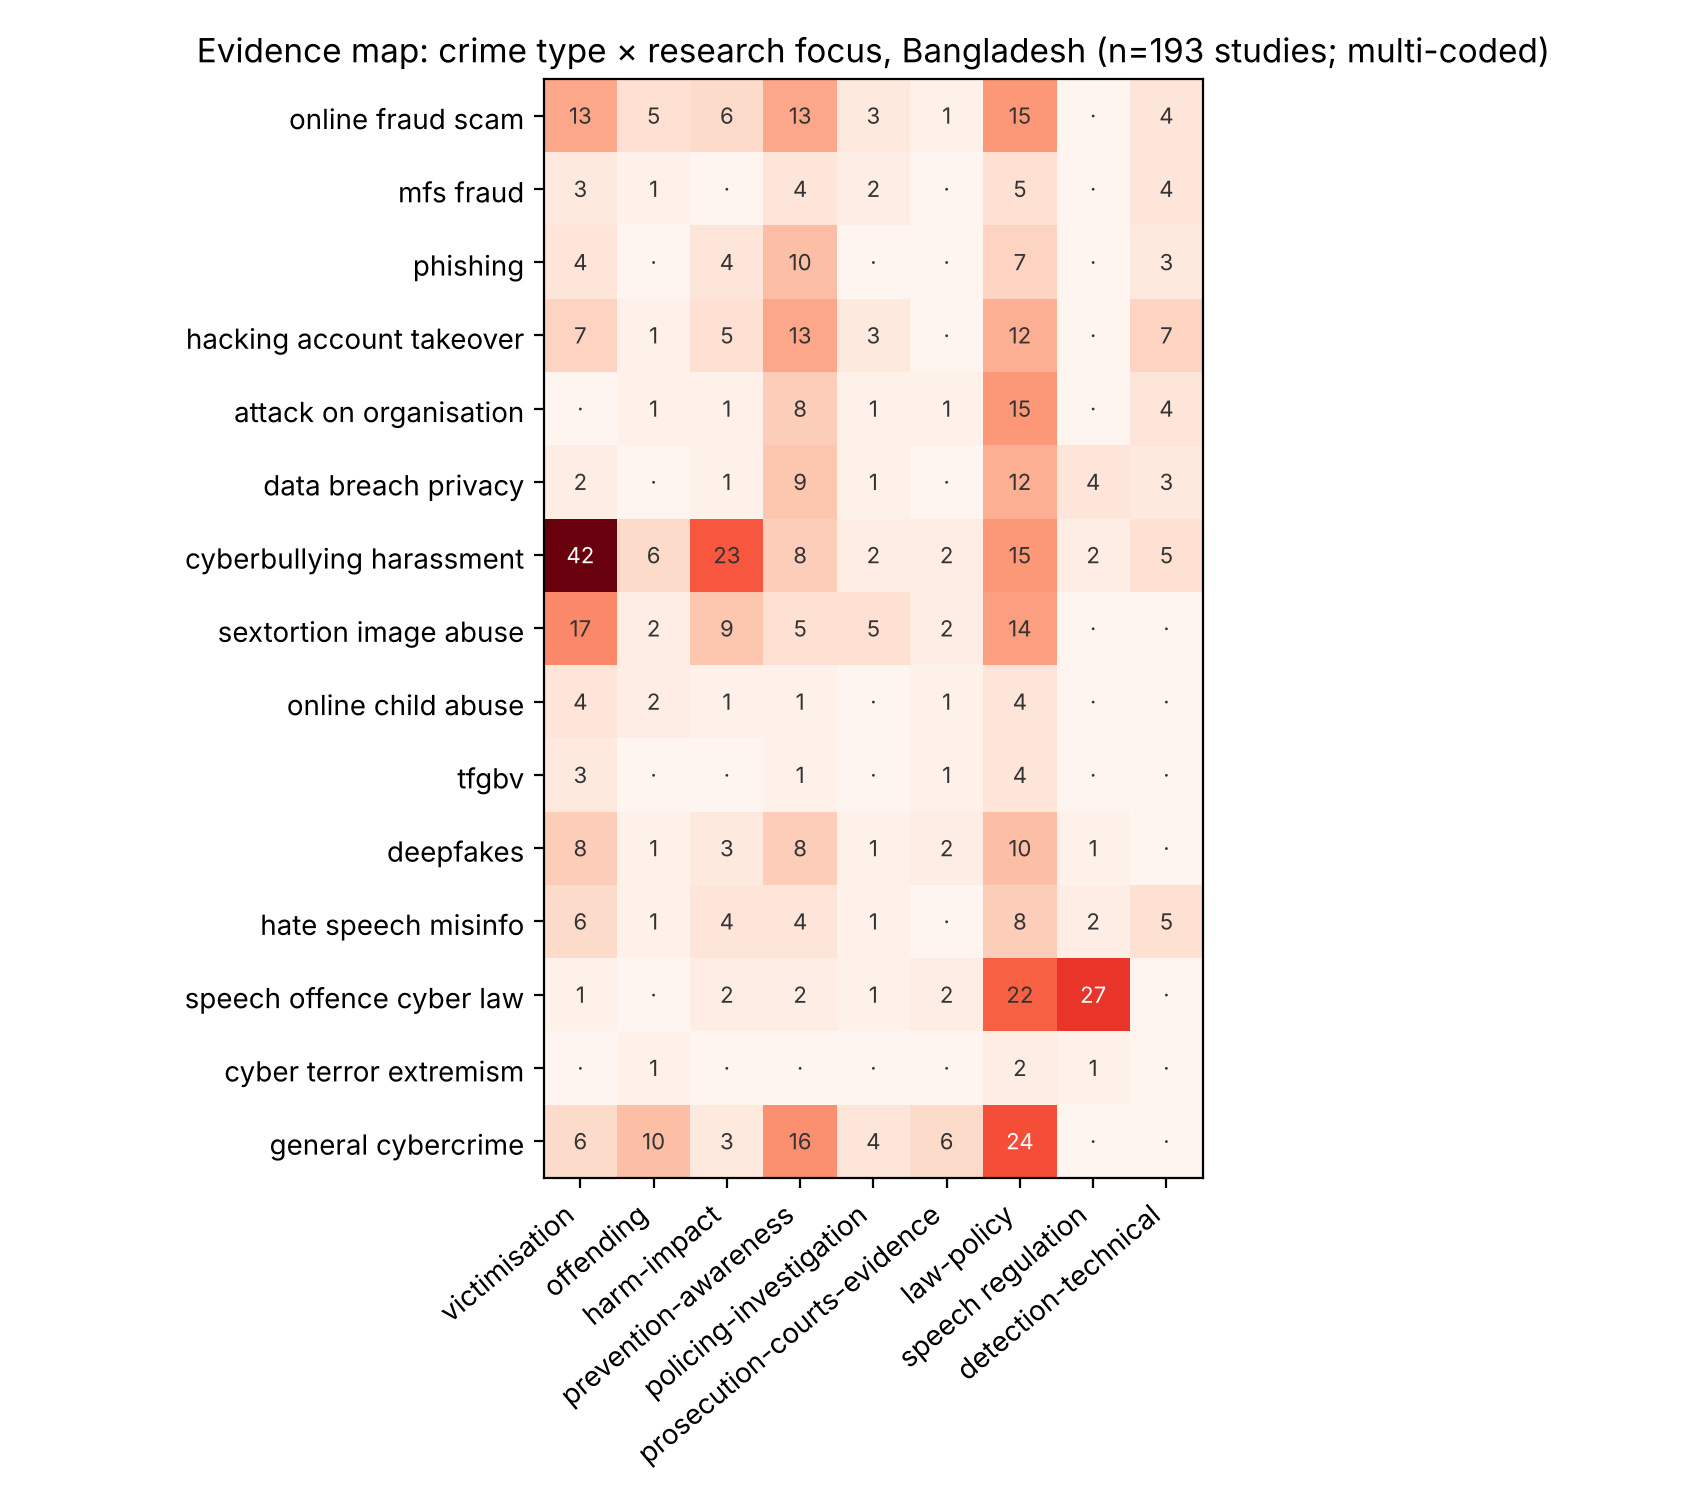 Evidence map: crime type × research focus, Bangladesh (n=193 studies; multi-coded)
online fraud scam 13 5 6 13 3 1 15 · 4
mfs fraud 3 1 · 4 2 · 5 · 4
phishing 4 · 4 10 · · 7 · 3
hacking account takeover 7 1 5 13 3 · 12 · 7
attack on organisation · 1 1 8 1 1 15 · 4
data breach privacy 2 · 1 9 1 · 12 4 3
cyberbullying harassment 42 6 23 8 2 2 15 2 5
sextortion image abuse 17 2 9 5 5 2 14 · ·
online child abuse 4 2 1 1 · 1 4 · ·
tfgbv 3 · · 1 · 1 4 · ·
deepfakes 8 1 3 8 1 2 10 1 ·
hate speech misinfo 6 1 4 4 1 · 8 2 5
speech offence cyber law 1 · 2 2 1 2 22 27 ·
cyber terror extremism · 1 · · · · 2 1 ·
general cybercrime 6 10 3 16 4 6 24 · ·
victimisation
offending
harm-impact
prevention-awareness
policing-investigation
prosecution-courts-evidence
law-policy
speech regulation
detection-technical